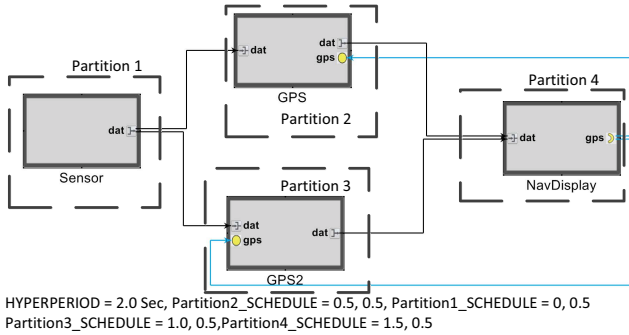 Partition 1
dat
Sensor
dat
dat
gps
GPS
Partition 2
Partition 3
dat
gps
dat
GPS2
Partition 4
dat
gps
NavDisplay
HYPERPERIOD = 2.0 Sec, Partition2_SCHEDULE = 0.5, 0.5, Partition1_SCHEDULE = 0, 0.5
Partition3_SCHEDULE = 1.0, 0.5,Partition4_SCHEDULE = 1.5, 0.5